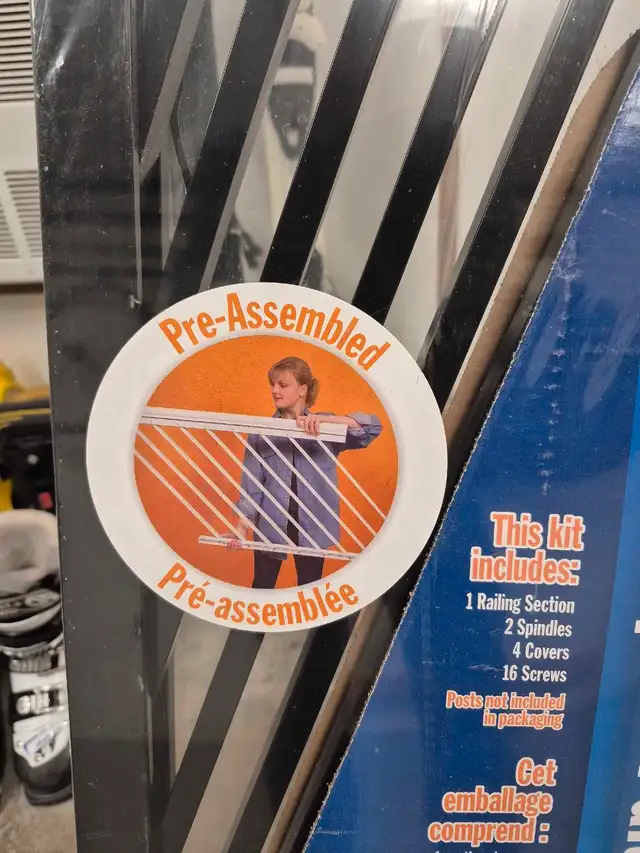 Pre-Assembled
Pré-assemblée
This kit
includes:
1 Railing Section
2 Spindles
4 Covers
16 Screws
Posts not included
in packaging
Cet
emballage
comprend :